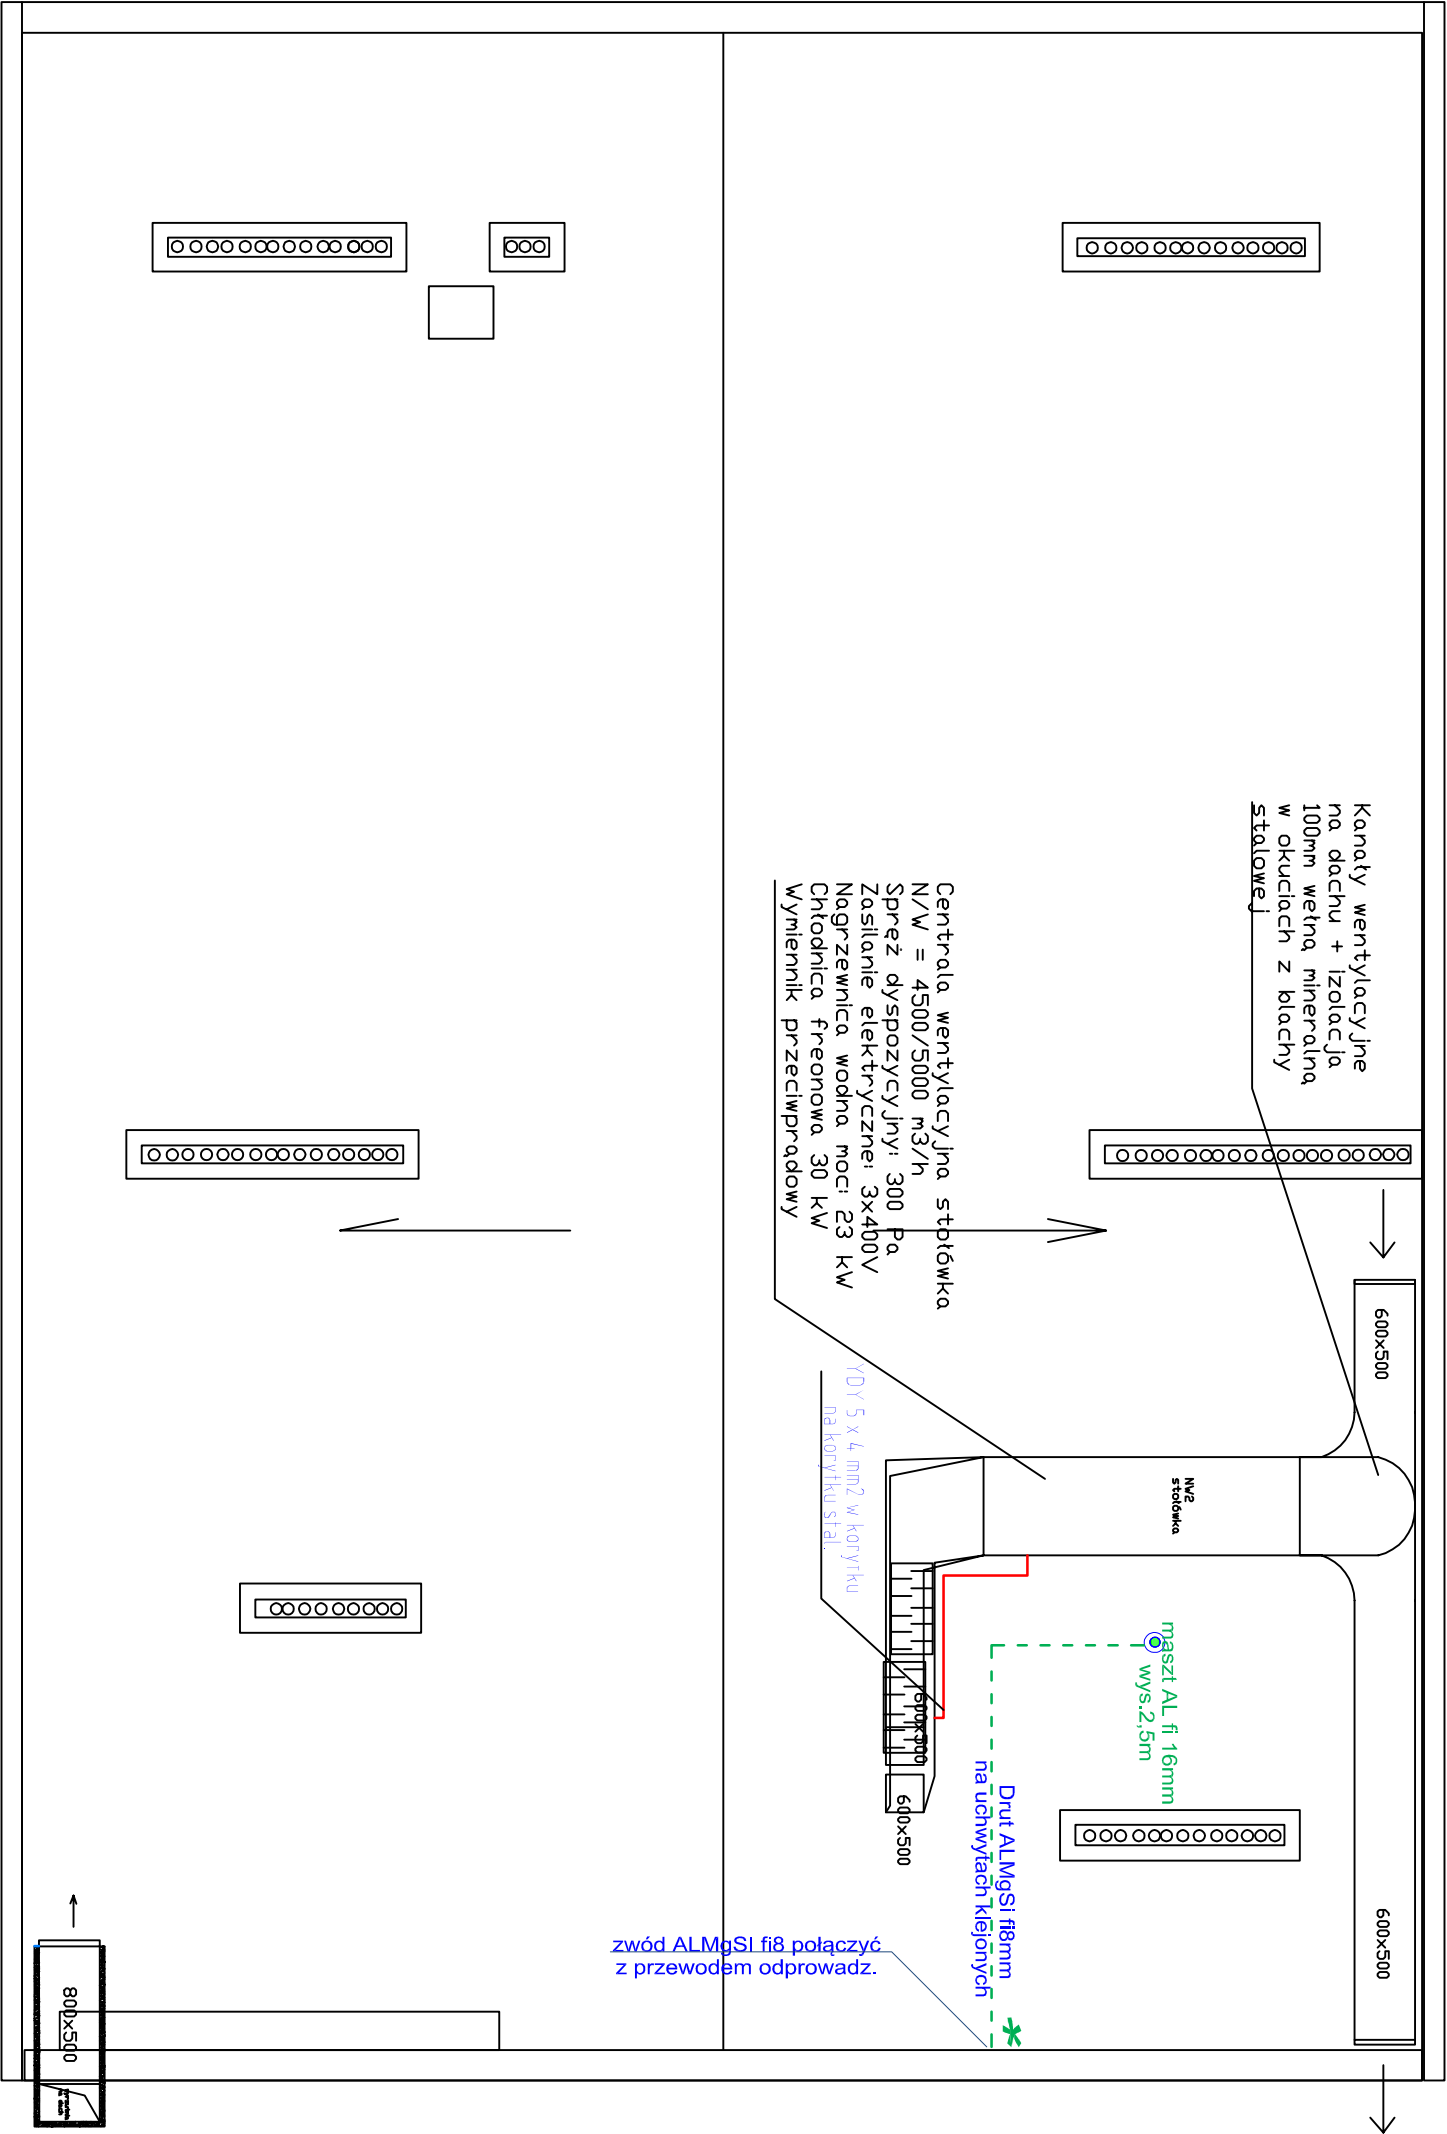 Kanały wentylacyjne
na dachu + izolacja
100mm wełną mineralną
w okuciach z blachy
stalowej
Centrala wentylacyjna stołówka
N/W = 4500/5000 m3/h
Spręż dyspozycyjny: 300 Pa
Zasilanie elektryczne: 3x400V
Nagrzewnica wodna moc: 23 kW
Chłodnica freonowa 30 kW
Wymiennik przeciwprądowy
600x500
NW2
stołówka
YDY 5 x 4 mm2 w korytku
na korytku stal.
maszt AL fi 16mm
wys.2,5m
600x500
600x500
Drut ALMgSi fi8mm
na uchwytach klejonych
600x500
zwód ALMgSI fi8 połączyć
z przewodem odprowadz.
*
800x500